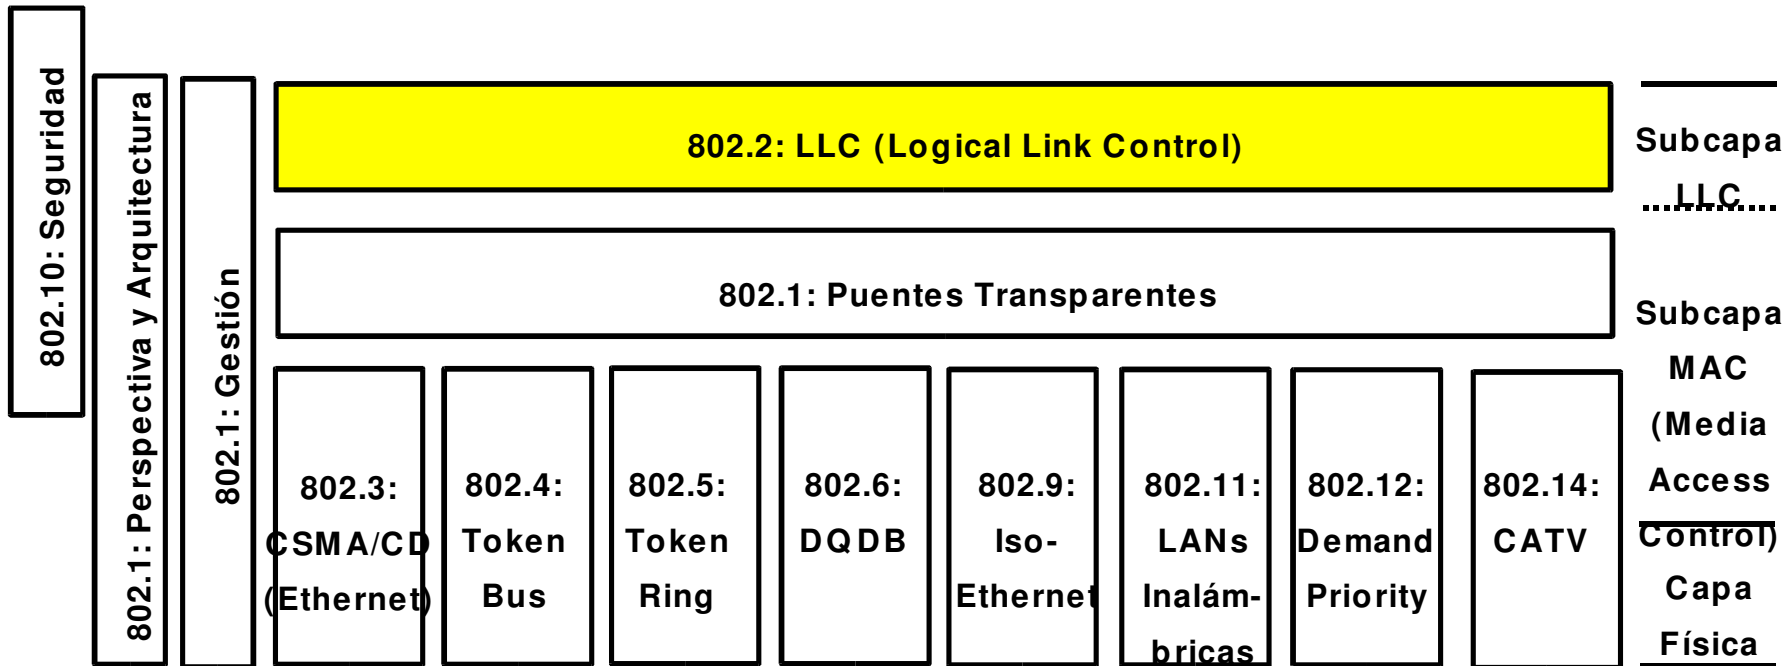 802.10: Seguridad
802.1: Perspectiva y Arquitectura
802.1: Gestión
802.2: LLC (Logical Link Control)
802.1: Puentes Transparentes
802.3:
CSMA/CD
(Ethernet)
802.4:
Token
Bus
802.5:
Token
Ring
802.6:
DQDB
802.9:
Iso-
Ethernet
802.11:
LANs
Inalám-
bricas
802.12:
Demand
Priority
802.14:
CATV
Subcapa
LLC
Subcapa
MAC
(Media
Access
Control)
Capa
Física